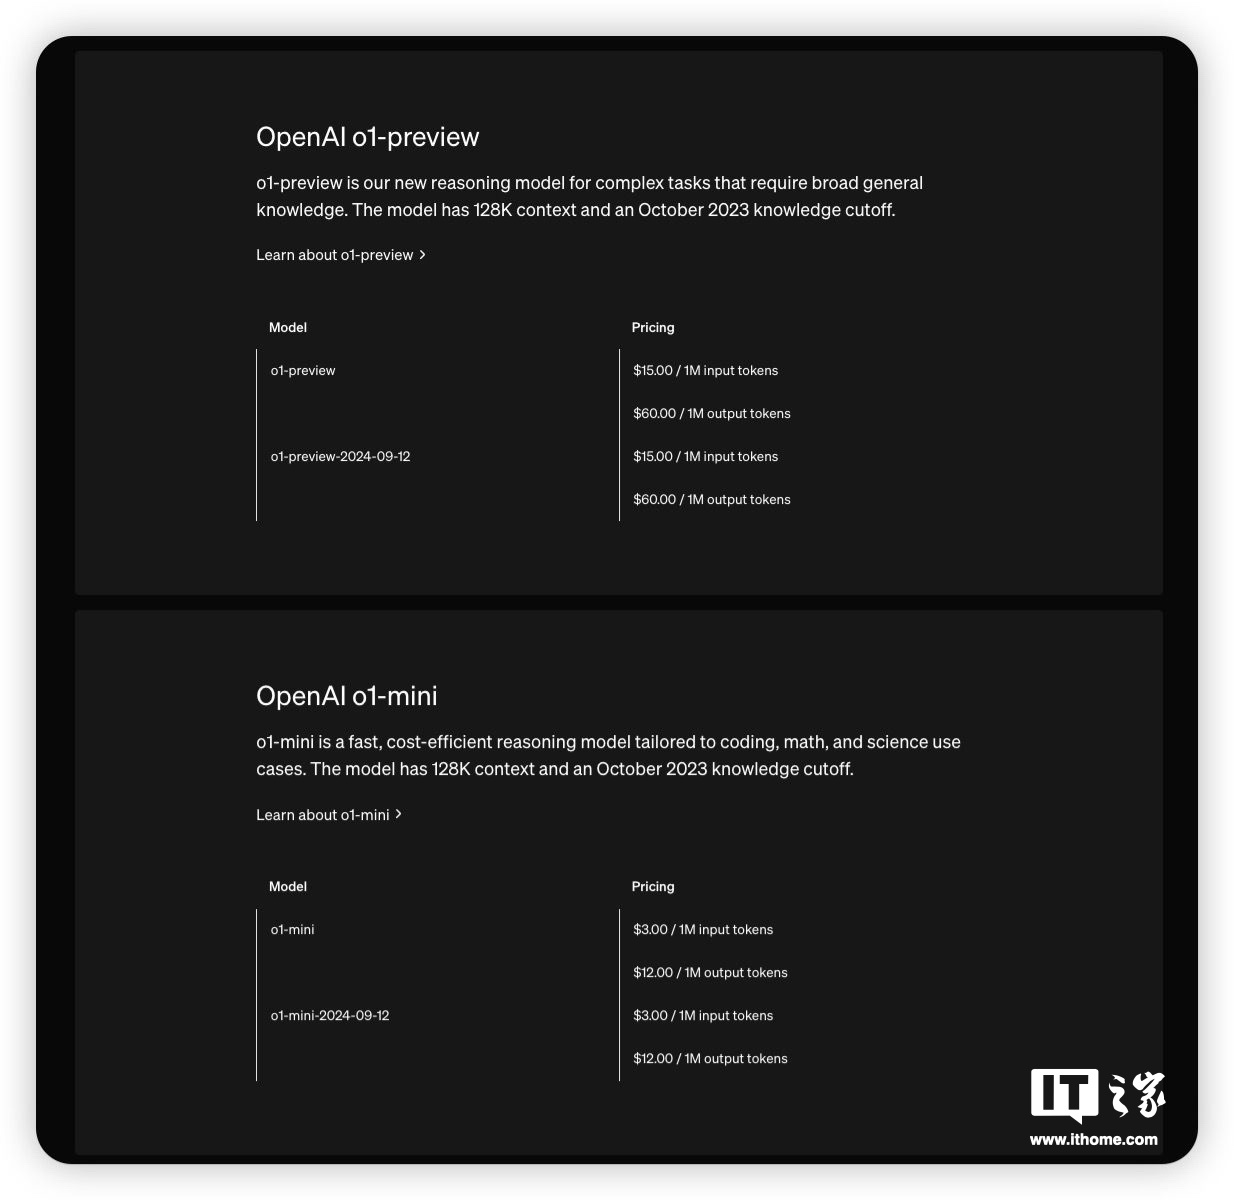 OpenAI o1-preview
o1-preview is our new reasoning model for complex tasks that require broad general
knowledge. The model has 128K context and an October 2023 knowledge cutoff.
Learn about o1-preview >
Model Pricing
o1-preview $15.00 / 1M input tokens
$60.00 / 1M output tokens
o1-preview-2024-09-12 $15.00 / 1M input tokens
$60.00 / 1M output tokens
OpenAI o1-mini
o1-mini is a fast, cost-efficient reasoning model tailored to coding, math, and science use
cases. The model has 128K context and an October 2023 knowledge cutoff.
Learn about o1-mini >
Model Pricing
o1-mini $3.00 / 1M input tokens
$12.00 / 1M output tokens
o1-mini-2024-09-12 $3.00 / 1M input tokens
$12.00 / 1M output tokens
IT之家
www.ithome.com